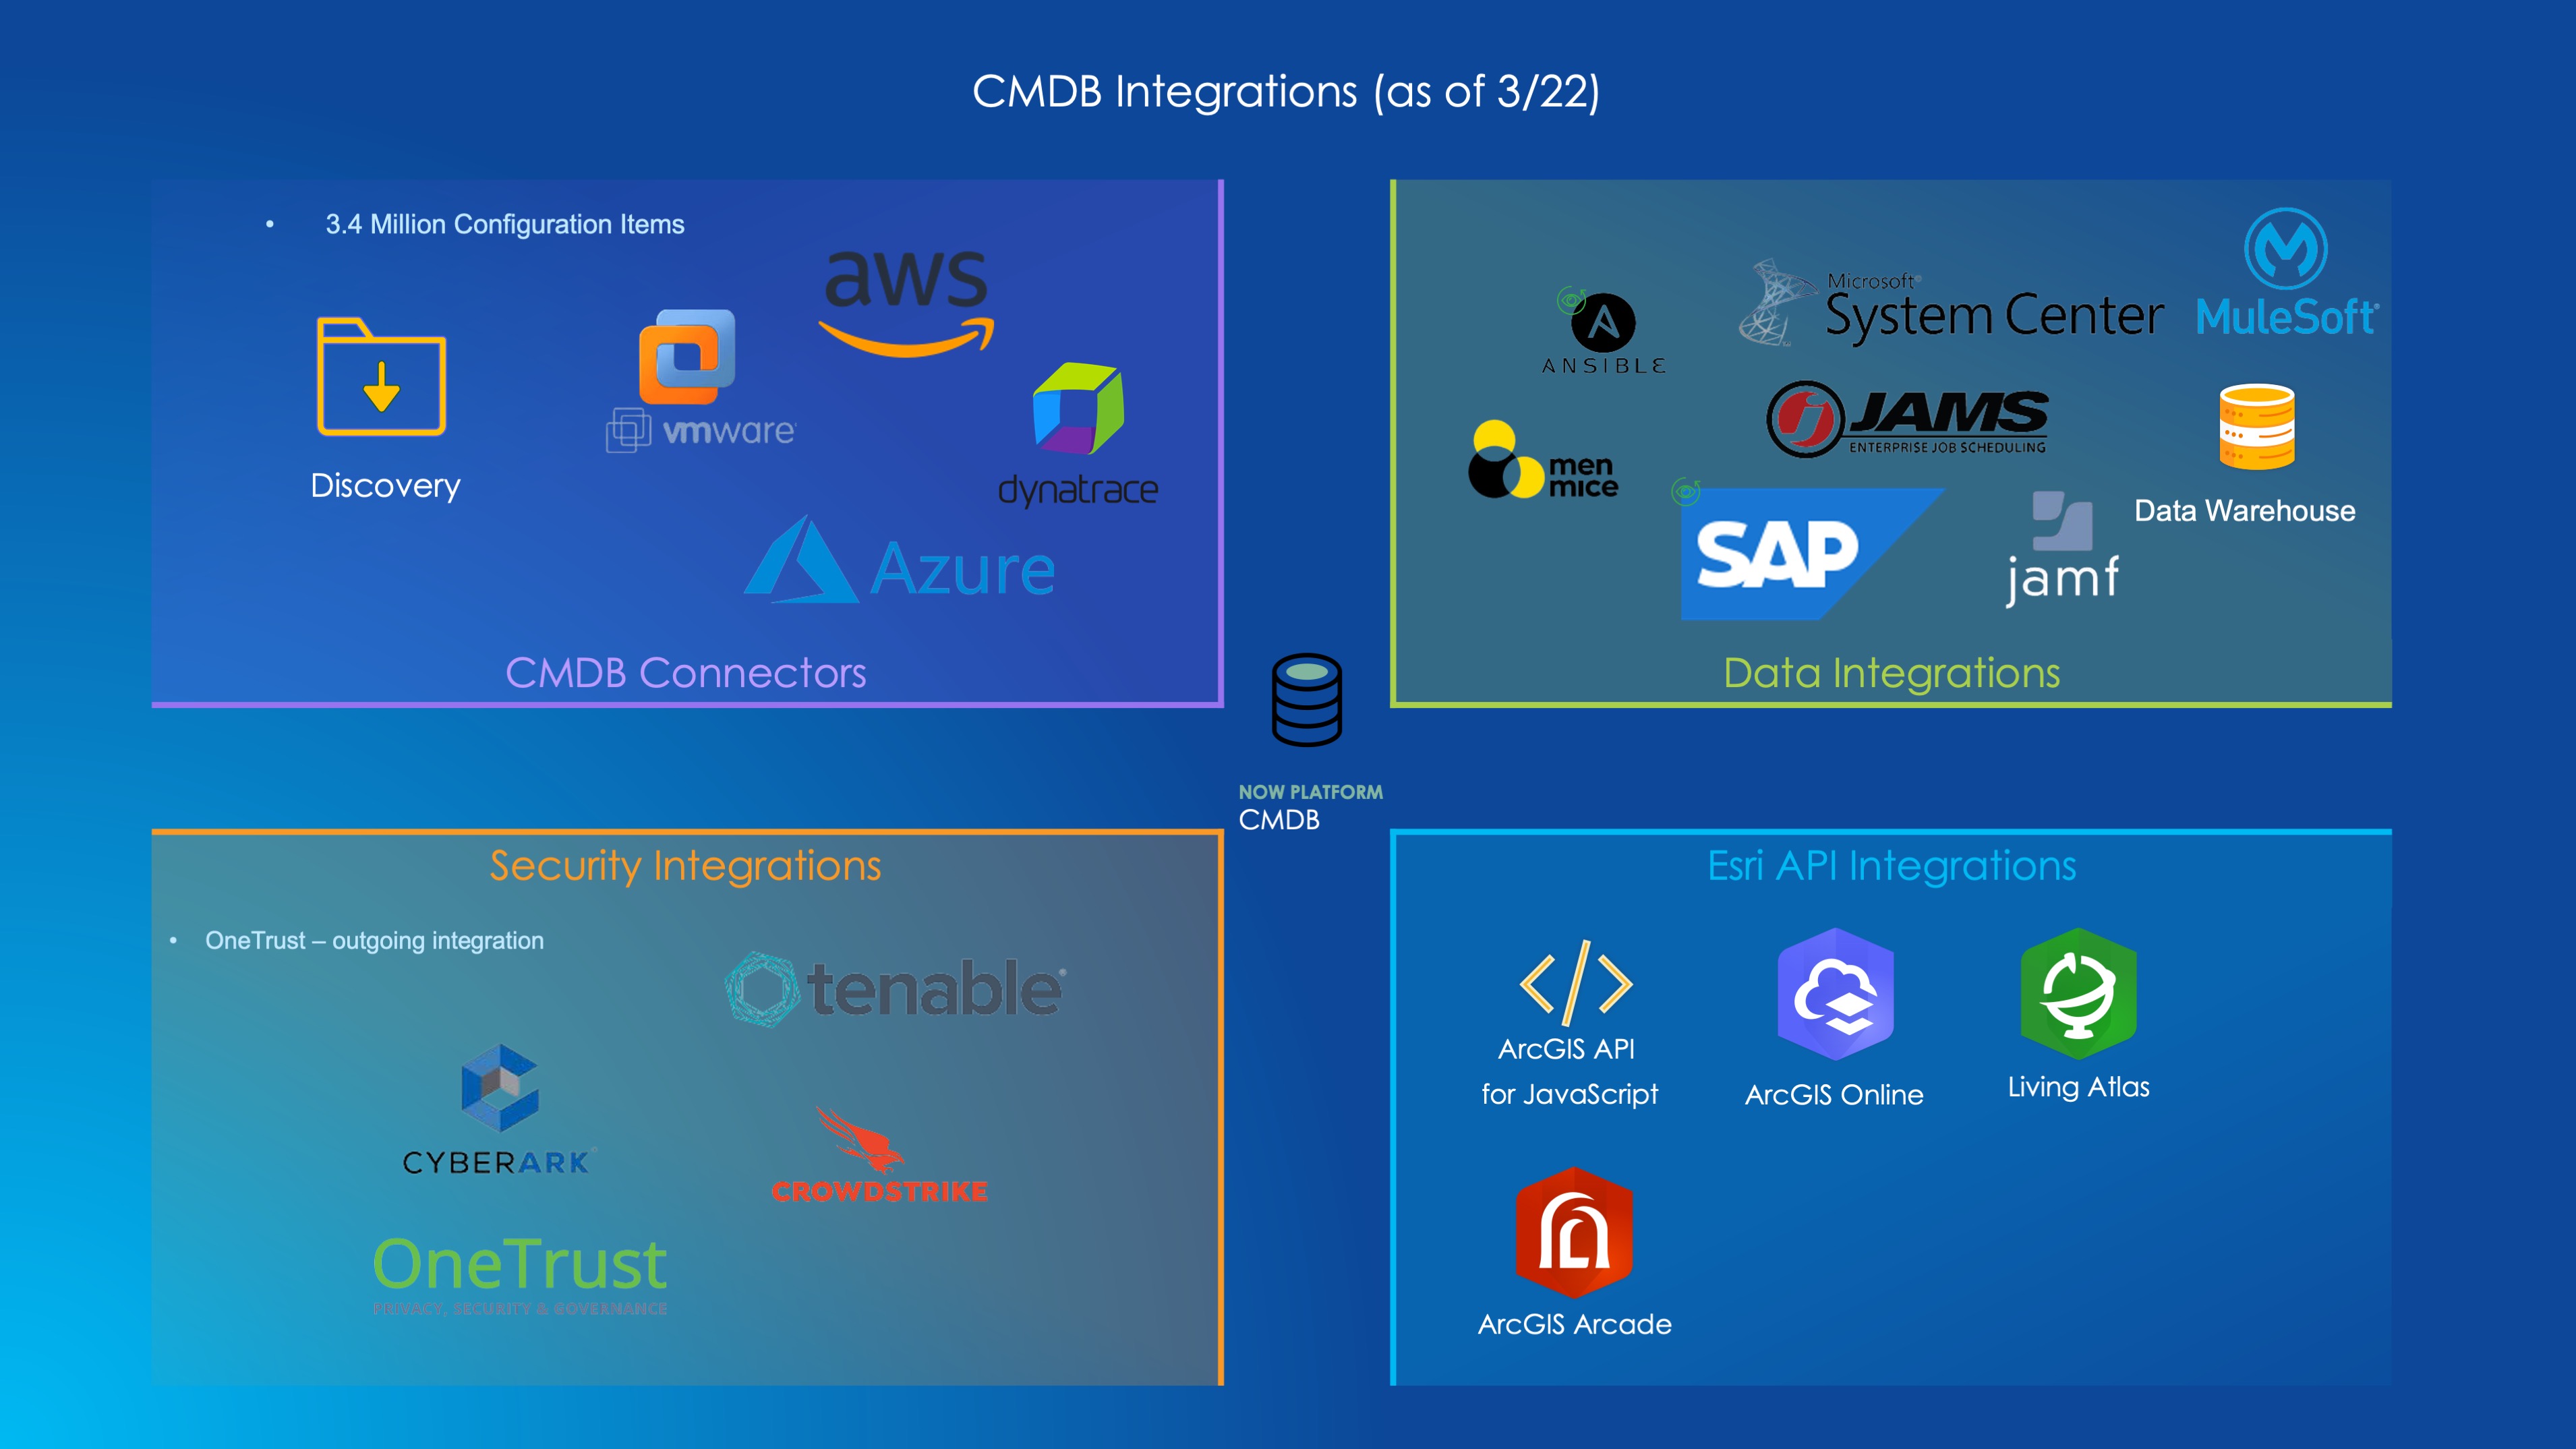 CMDB Integrations (as of 3/22)
• 3.4 Million Configuration Items
aws
vmware
Discovery
dynatrace
Azure
CMDB Connectors
MuleSoft
Microsoft
System Center
ANSIBLE
JAMS
ENTERPRISE JOB SCHEDULING
men
mice
Data Warehouse
SAP
jamf
Data Integrations
NOW PLATFORM
CMDB
Security Integrations
• OneTrust – outgoing integration
tenable
CYBERARK
CROWDSTRIKE
OneTrust
PRIVACY, SECURITY & GOVERNANCE
Esri API Integrations
ArcGIS API
for JavaScript
ArcGIS Online
Living Atlas
ArcGIS Arcade